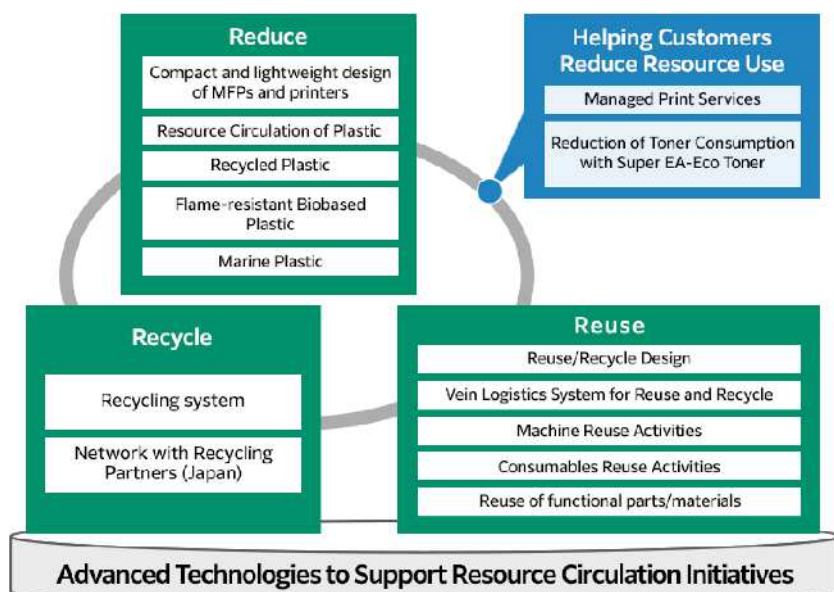 Reduce
Compact and lightweight design
of MFPs and printers
Resource Circulation of Plastic
Recycled Plastic
Flame-resistant Biobased
Plastic
Marine Plastic
Helping Customers
Reduce Resource Use
Managed Print Services
Reduction of Toner Consumption
with Super EA-Eco Toner
Recycle
Recycling system
Network with Recycling
Partners (Japan)
Reuse
Reuse/Recycle Design
Vein Logistics System for Reuse and Recycle
Machine Reuse Activities
Consumables Reuse Activities
Reuse of functional parts/materials
Advanced Technologies to Support Resource Circulation Initiatives